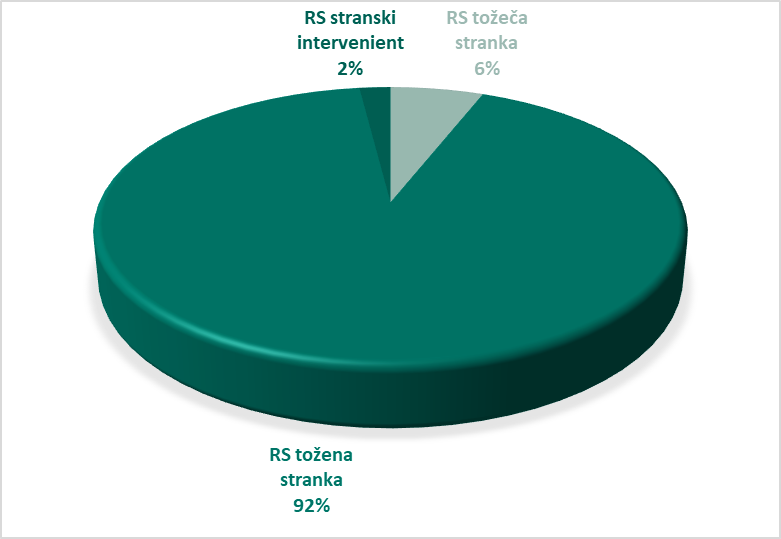 RS stranski
intervenient
2%
RS tožeča
stranka
6%
RS tožena
stranka
92%